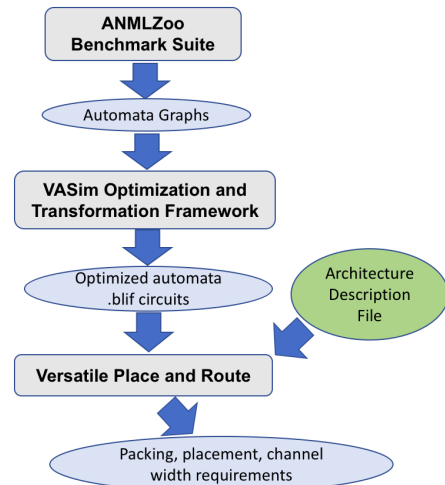 ANMLZoo
Benchmark Suite
Automata Graphs
VASim Optimization and
Transformation Framework
Optimized automata
.blif circuits
Architecture
Description
File
Versatile Place and Route
Packing, placement, channel
width requirements